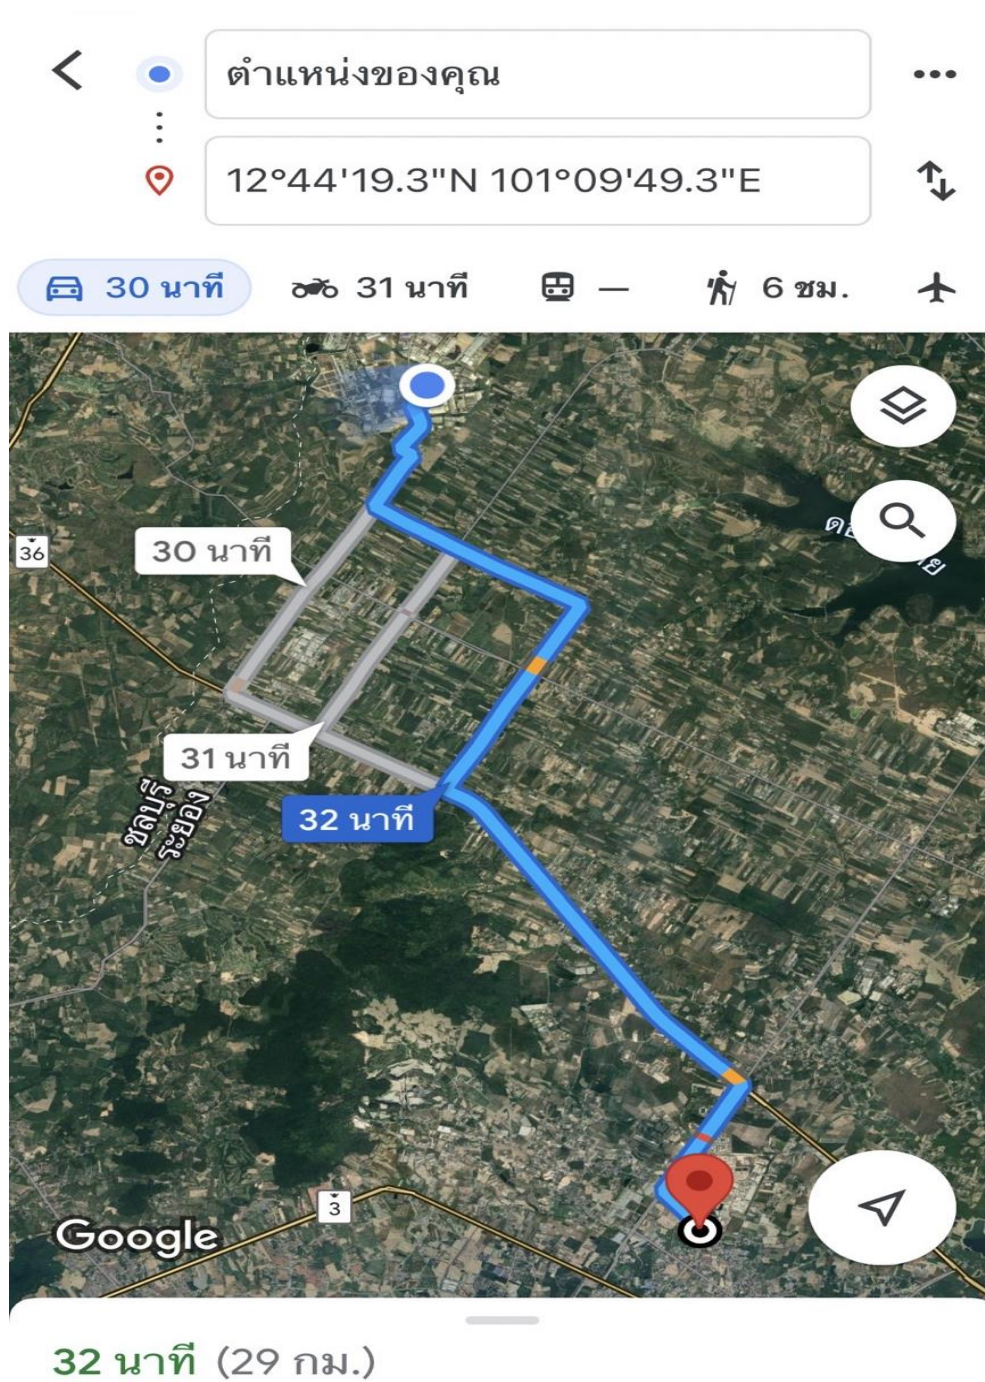 ตำแหน่งของคุณ
12°44'19.3"N 101°09'49.3"E
30 นาที 31 นาที — 6 ชม.
36
30 นาที
31 นาที
32 นาที
ชลบุรี
ระยอง
3
Google
32 นาที (29 กม.)